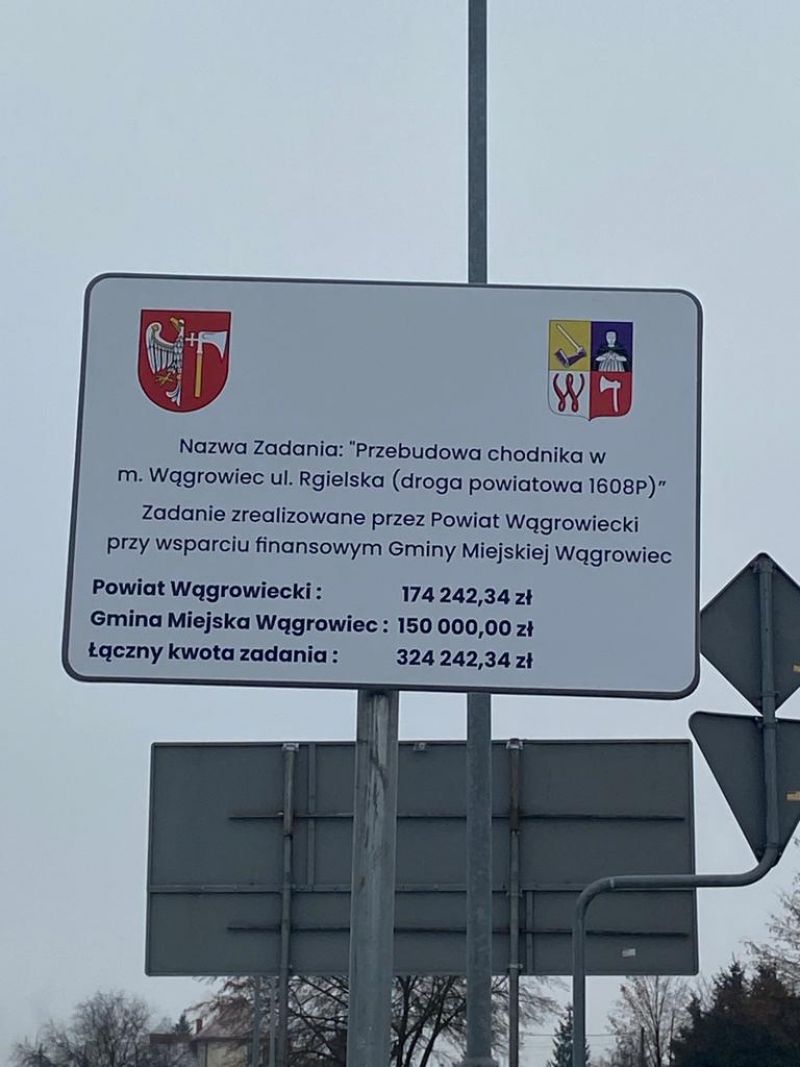 Nazwa Zadania: "Przebudowa chodnika w
m. Wągrowiec ul. Rgielska (droga powiatowa 1608P)”
Zadanie zrealizowane przez Powiat Wągrowiecki
przy wsparciu finansowym Gminy Miejskiej Wągrowiec
Powiat Wągrowiecki : 174 242,34 zł
Gmina Miejska Wągrowiec : 150 000,00 zł
Łączny kwota zadania : 324 242,34 zł